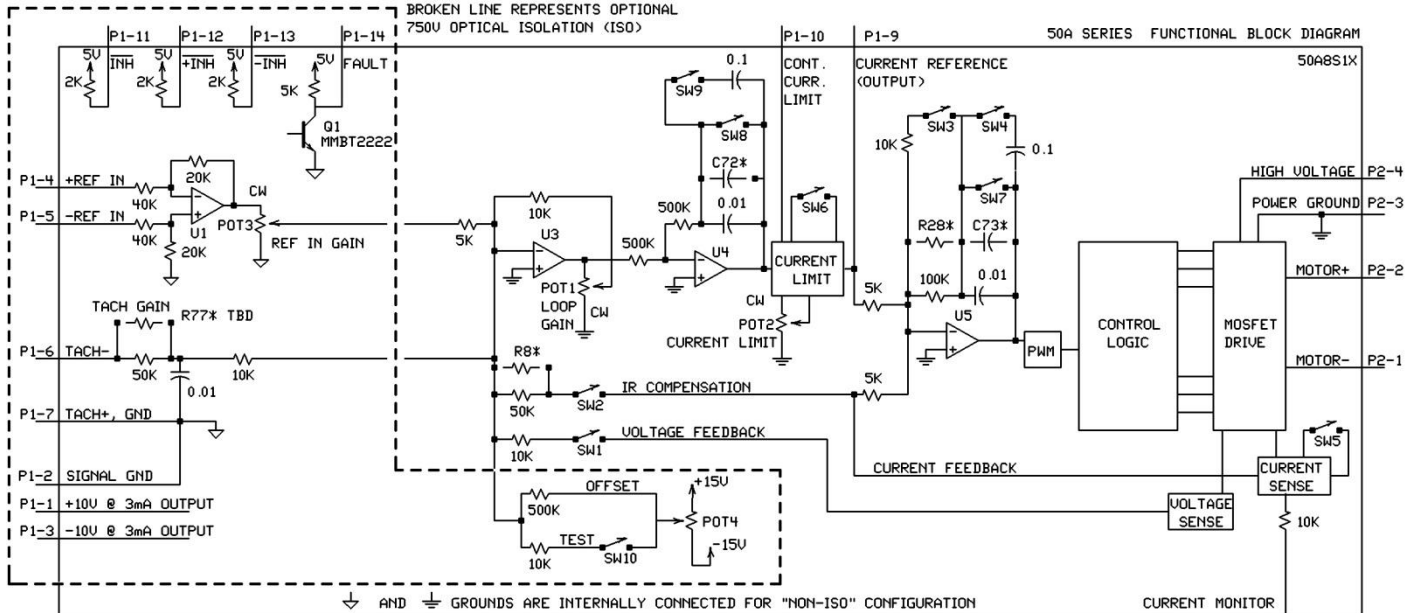 BROKEN LINE REPRESENTS OPTIONAL
750V OPTICAL ISOLATION (ISO)
50A SERIES FUNCTIONAL BLOCK DIAGRAM
50A8S1X
P1-11
P1-12
P1-13
P1-14
5V
5V
5V
5V
INH
+INH
-INH
FAULT
2K
2K
2K
5K
Q1
MMBT2222
P1-10
P1-9
CONT.
CURR.
LIMIT
CURRENT REFERENCE
(OUTPUT)
0.1
SW9
SW8
C72*
0.01
500K
SW6
SW3
SW4
10K
0.1
SW7
R28*
C73*
100K
0.01
P1-4 +REF IN
40K
20K
CW
P1-5 -REF IN
40K
U1
20K
POT3
REF IN GAIN
5K
10K
U3
500K
U4
POT1
LOOP
GAIN
CW
CURRENT
LIMIT
CW
POT2
CURRENT LIMIT
5K
U5
PWM
CONTROL
LOGIC
MOSFET
DRIVE
HIGH VOLTAGE P2-4
POWER GROUND P2-3
MOTOR+ P2-2
MOTOR- P2-1
TACH GAIN
R77* TBD
P1-6 TACH-
50K
10K
0.01
P1-7 TACH+, GND
R8*
50K
SW2
IR COMPENSATION
5K
10K
SW1
VOLTAGE FEEDBACK
CURRENT FEEDBACK
SW5
CURRENT
SENSE
VOLTAGE
SENSE
10K
P1-2 SIGNAL GND
P1-1 +10V @ 3mA OUTPUT
P1-3 -10V @ 3mA OUTPUT
OFFSET
500K
TEST
10K
SW10
+15V
POT4
-15V
AND GROUNDS ARE INTERNALLY CONNECTED FOR "NON-ISO" CONFIGURATION
CURRENT MONITOR